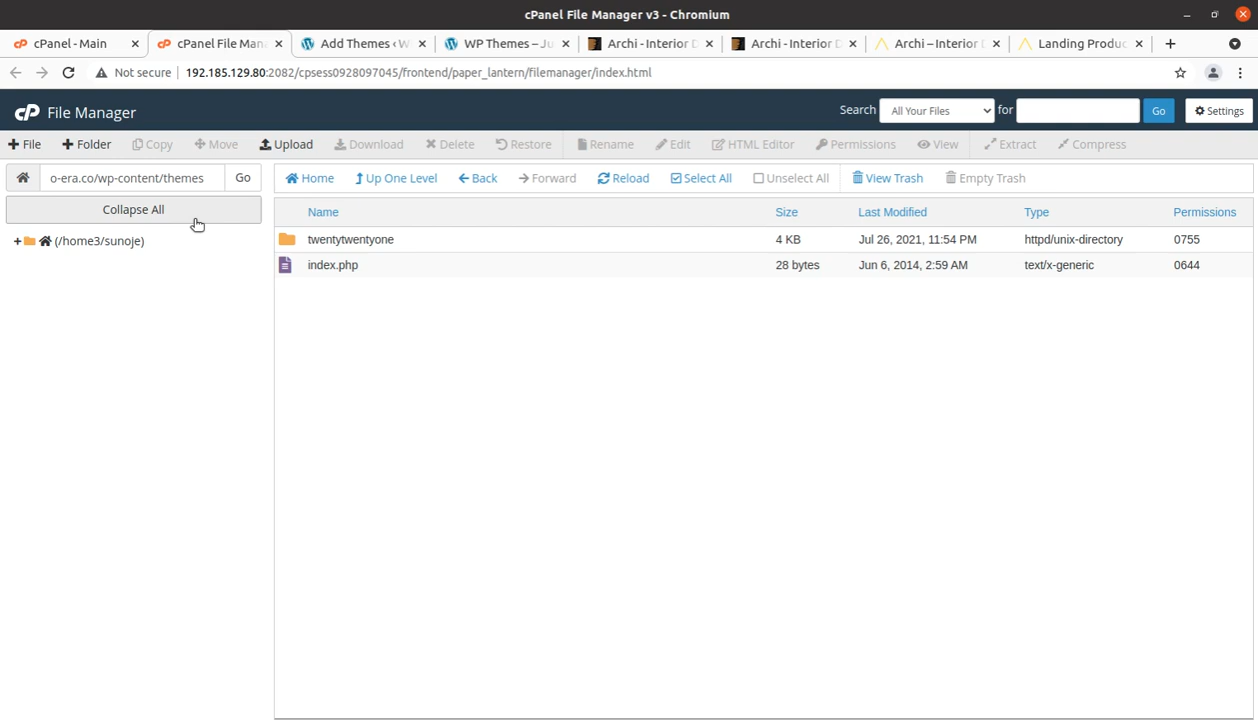 cPanel File Manager v3 - Chromium
cPanel - Main
cPanel File Man
Add Themes ‹ W
WP Themes – Ju
Archi - Interior D
Archi - Interior D
Archi – Interior D
Landing Produc
Not secure
192.185.129.80:2082/cpsess0928097045/frontend/paper_lantern/filemanager/index.html
cP File Manager
Search
All Your Files
for
Go
Settings
File
Folder
Copy
Move
Upload
Download
Delete
Restore
Rename
Edit
HTML Editor
Permissions
View
Extract
Compress
o-era.co/wp-content/themes
Go
Home
Up One Level
Back
Forward
Reload
Select All
Unselect All
View Trash
Empty Trash
Collapse All
(/home3/sunoje)
Name Size Last Modified Type Permissions
twentytwentyone 4 KB Jul 26, 2021, 11:54 PM httpd/unix-directory 0755
index.php 28 bytes Jun 6, 2014, 2:59 AM text/x-generic 0644